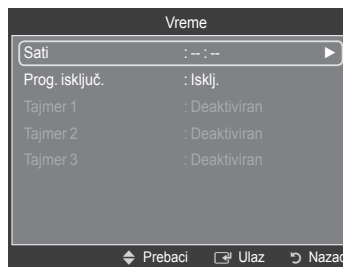 Vreme
Sati : -- : --
Prog. isključ. : Isklj.
Tajmer 1 : Deaktiviran
Tajmer 2 : Deaktiviran
Tajmer 3 : Deaktiviran
Prebaci Ulaz Nazad